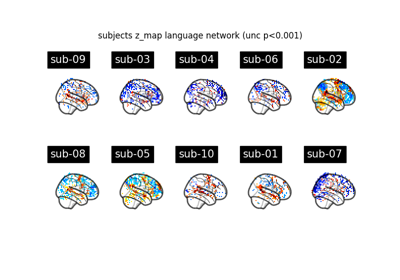 subjects z_map language network (unc p<0.001)
sub-09 sub-03 sub-04 sub-06 sub-02
sub-08 sub-05 sub-10 sub-01 sub-07